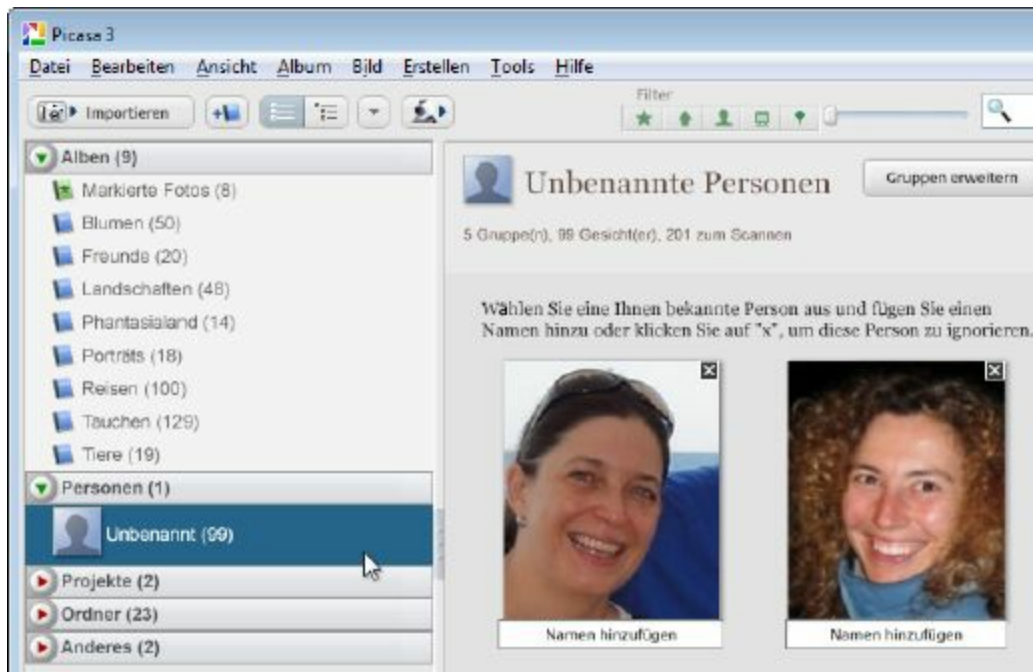 Picasa 3
Datei Bearbeiten Ansicht Album Bild Erstellen Tools Hilfe
Importieren
Filter
Alben (9)
Markierte Fotos (8)
Blumen (50)
Freunde (20)
Landschaften (48)
Phantasialand (14)
Porträts (18)
Reisen (100)
Tauchen (129)
Tiere (19)
Personen (1)
Unbenannt (99)
Projekte (2)
Ordner (23)
Anderes (2)
Unbenannte Personen
Gruppen erweitern
5 Gruppe(n), 99 Gesicht(er), 201 zum Scannen
Wählen Sie eine Ihnen bekannte Person aus und fügen Sie einen
Namen hinzu oder klicken Sie auf "x", um diese Person zu ignorieren.
Namen hinzufügen
Namen hinzufügen